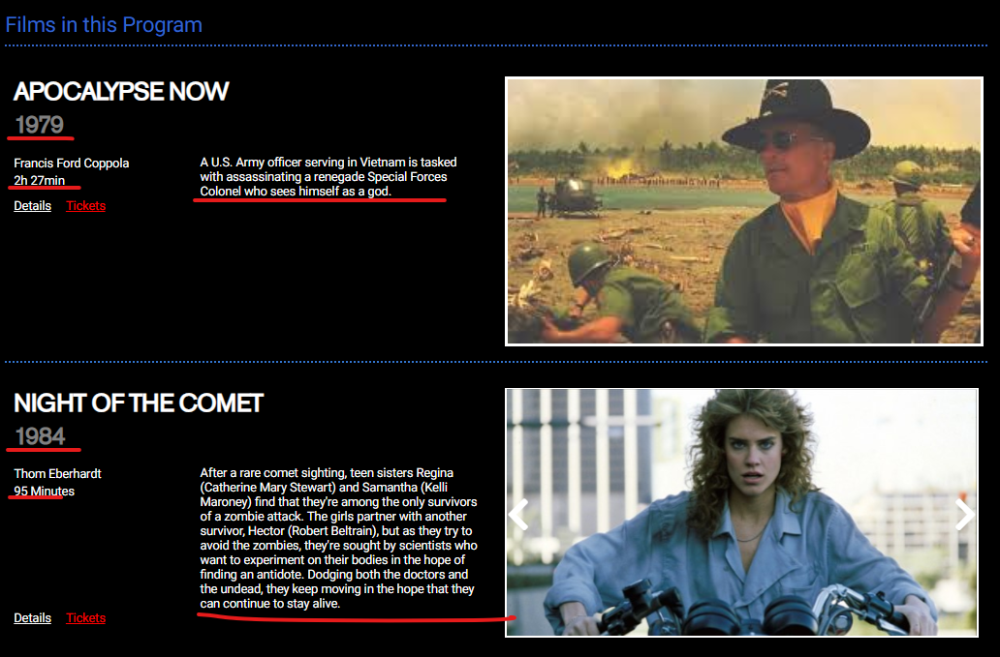 Films in this Program
APOCALYPSE NOW
1979
Francis Ford Coppola
2h 27min
Details Tickets
A U.S. Army officer serving in Vietnam is tasked
with assassinating a renegade Special Forces
Colonel who sees himself as a god.
NIGHT OF THE COMET
1984
Thom Eberhardt
95 Minutes
After a rare comet sighting, teen sisters Regina
(Catherine Mary Stewart) and Samantha (Kelli
Maroney) find that they're among the only survivors
of a zombie attack. The girls partner with another
survivor, Hector (Robert Beltrain), but as they try to
avoid the zombies, they're sought by scientists who
want to experiment on their bodies in the hope of
finding an antidote. Dodging both the doctors and
the undead, they keep moving in the hope that they
can continue to stay alive.
Details Tickets